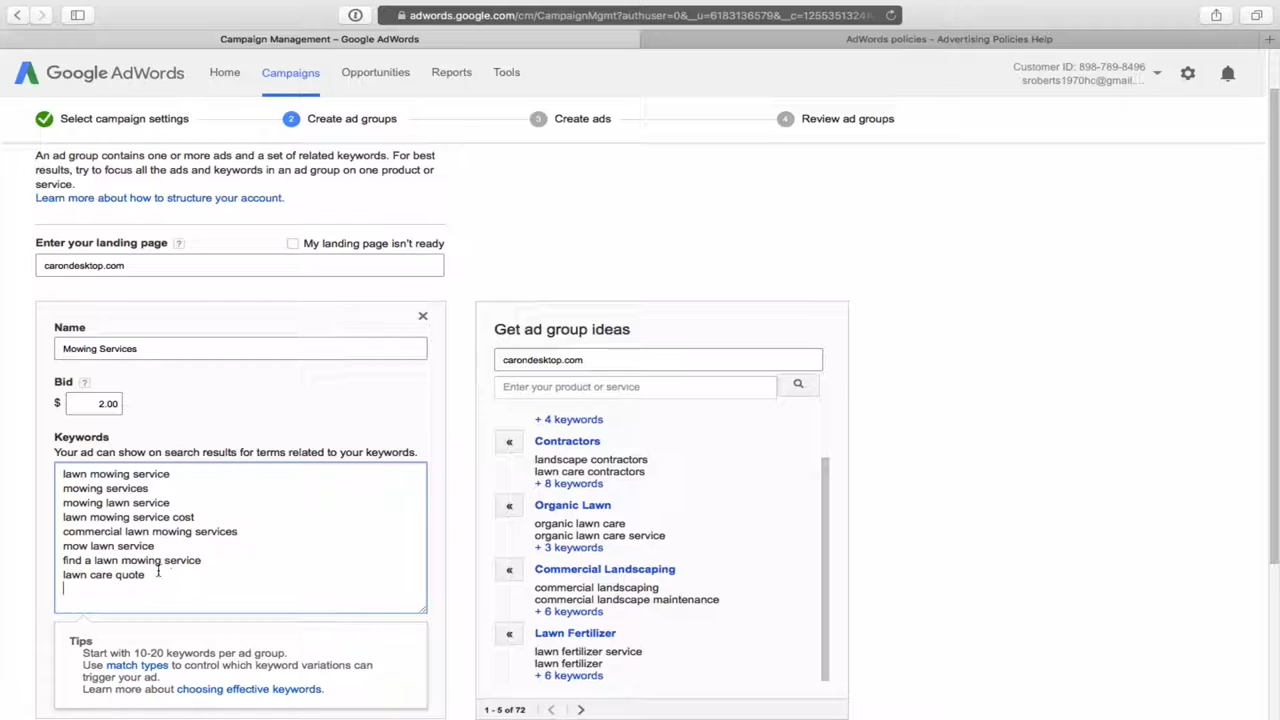 adwords.google.com/cm/CampaignMgmt?authuser=0&__u=6183136579&__c=1255351324
Campaign Management – Google AdWords
AdWords policies – Advertising Policies Help
Google AdWords
Home
Campaigns
Opportunities
Reports
Tools
Customer ID: 898-789-8496
sroberts1970hc@gmail....
Select campaign settings
2 Create ad groups
3 Create ads
4 Review ad groups
An ad group contains one or more ads and a set of related keywords. For best
results, try to focus all the ads and keywords in an ad group on one product or
service.
Learn more about how to structure your account.
Enter your landing page ?
My landing page isn't ready
carondesktop.com
Name
Mowing Services
Bid ?
$ 2.00
Keywords
Your ad can show on search results for terms related to your keywords.
lawn mowing service
mowing services
mowing lawn service
lawn mowing service cost
commercial lawn mowing services
mow lawn service
find a lawn mowing service
lawn care quote
Tips
Start with 10-20 keywords per ad group.
Use match types to control which keyword variations can
trigger your ad.
Learn more about choosing effective keywords.
Get ad group ideas
carondesktop.com
Enter your product or service
+ 4 keywords
« Contractors
landscape contractors
lawn care contractors
+ 8 keywords
« Organic Lawn
organic lawn care
organic lawn care service
+ 3 keywords
« Commercial Landscaping
commercial landscaping
commercial landscape maintenance
+ 6 keywords
« Lawn Fertilizer
lawn fertilizer service
lawn fertilizer
+ 6 keywords
1 - 5 of 72